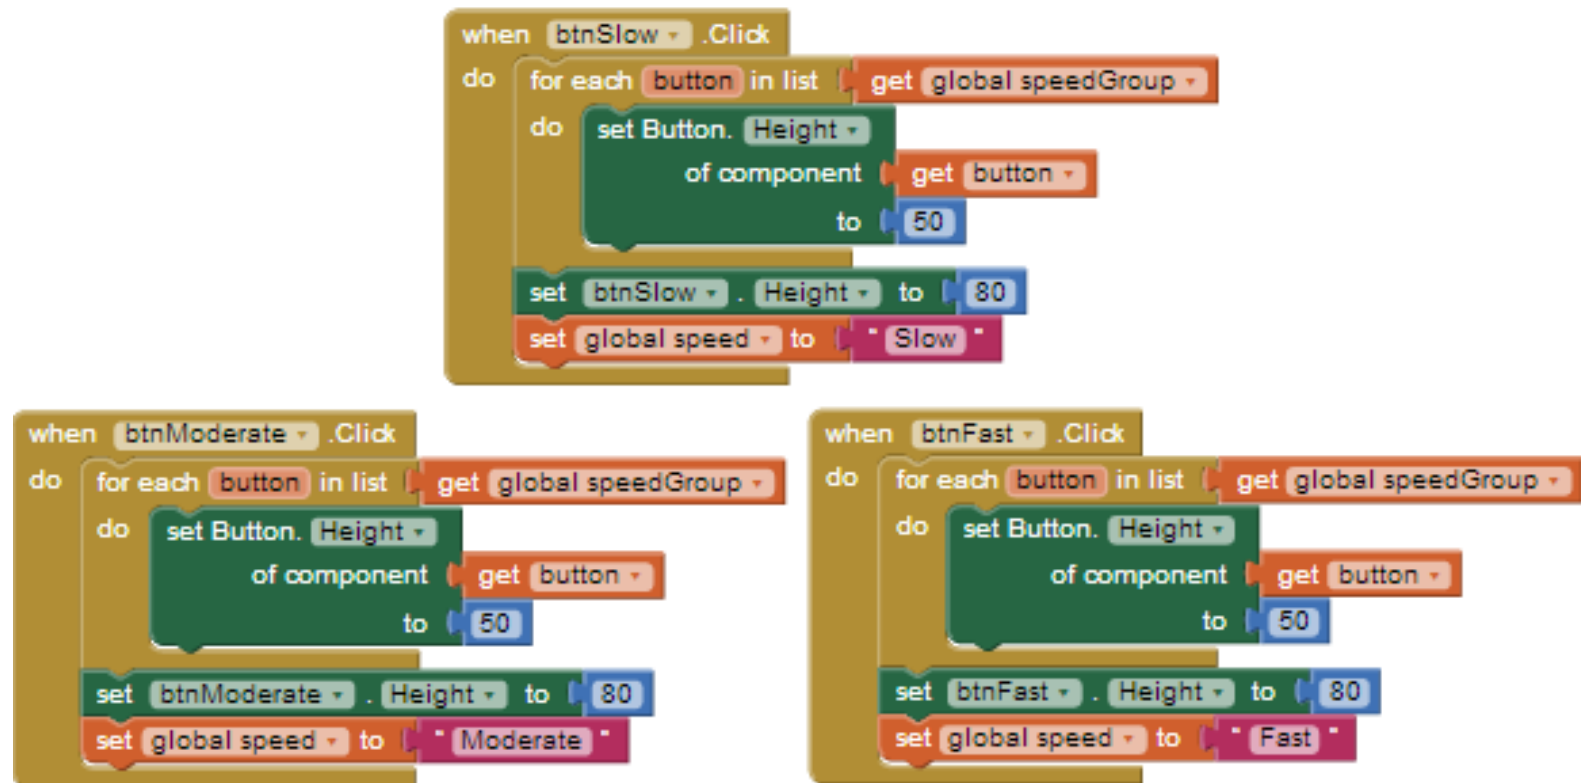 when btnSlow .Click
do for each button in list get global speedGroup
do set Button. Height
of component get button
to 50
set btnSlow . Height to 80
set global speed to " Slow "
when btnModerate .Click
do for each button in list get global speedGroup
do set Button. Height
of component get button
to 50
set btnModerate . Height to 80
set global speed to " Moderate "
when btnFast .Click
do for each button in list get global speedGroup
do set Button. Height
of component get button
to 50
set btnFast . Height to 80
set global speed to " Fast "